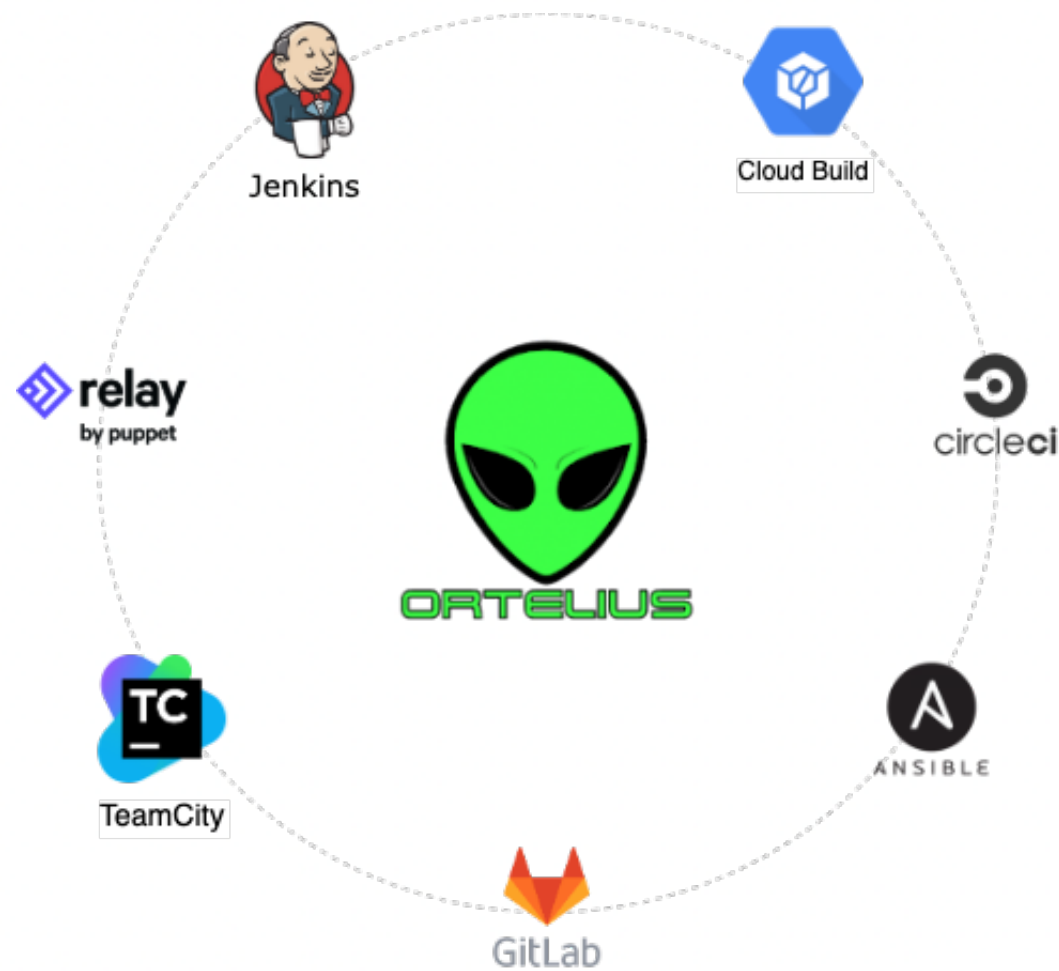 Jenkins
Cloud Build
relay
by puppet
circleci
ORTELIUS
TC
TeamCity
ANSIBLE
GitLab